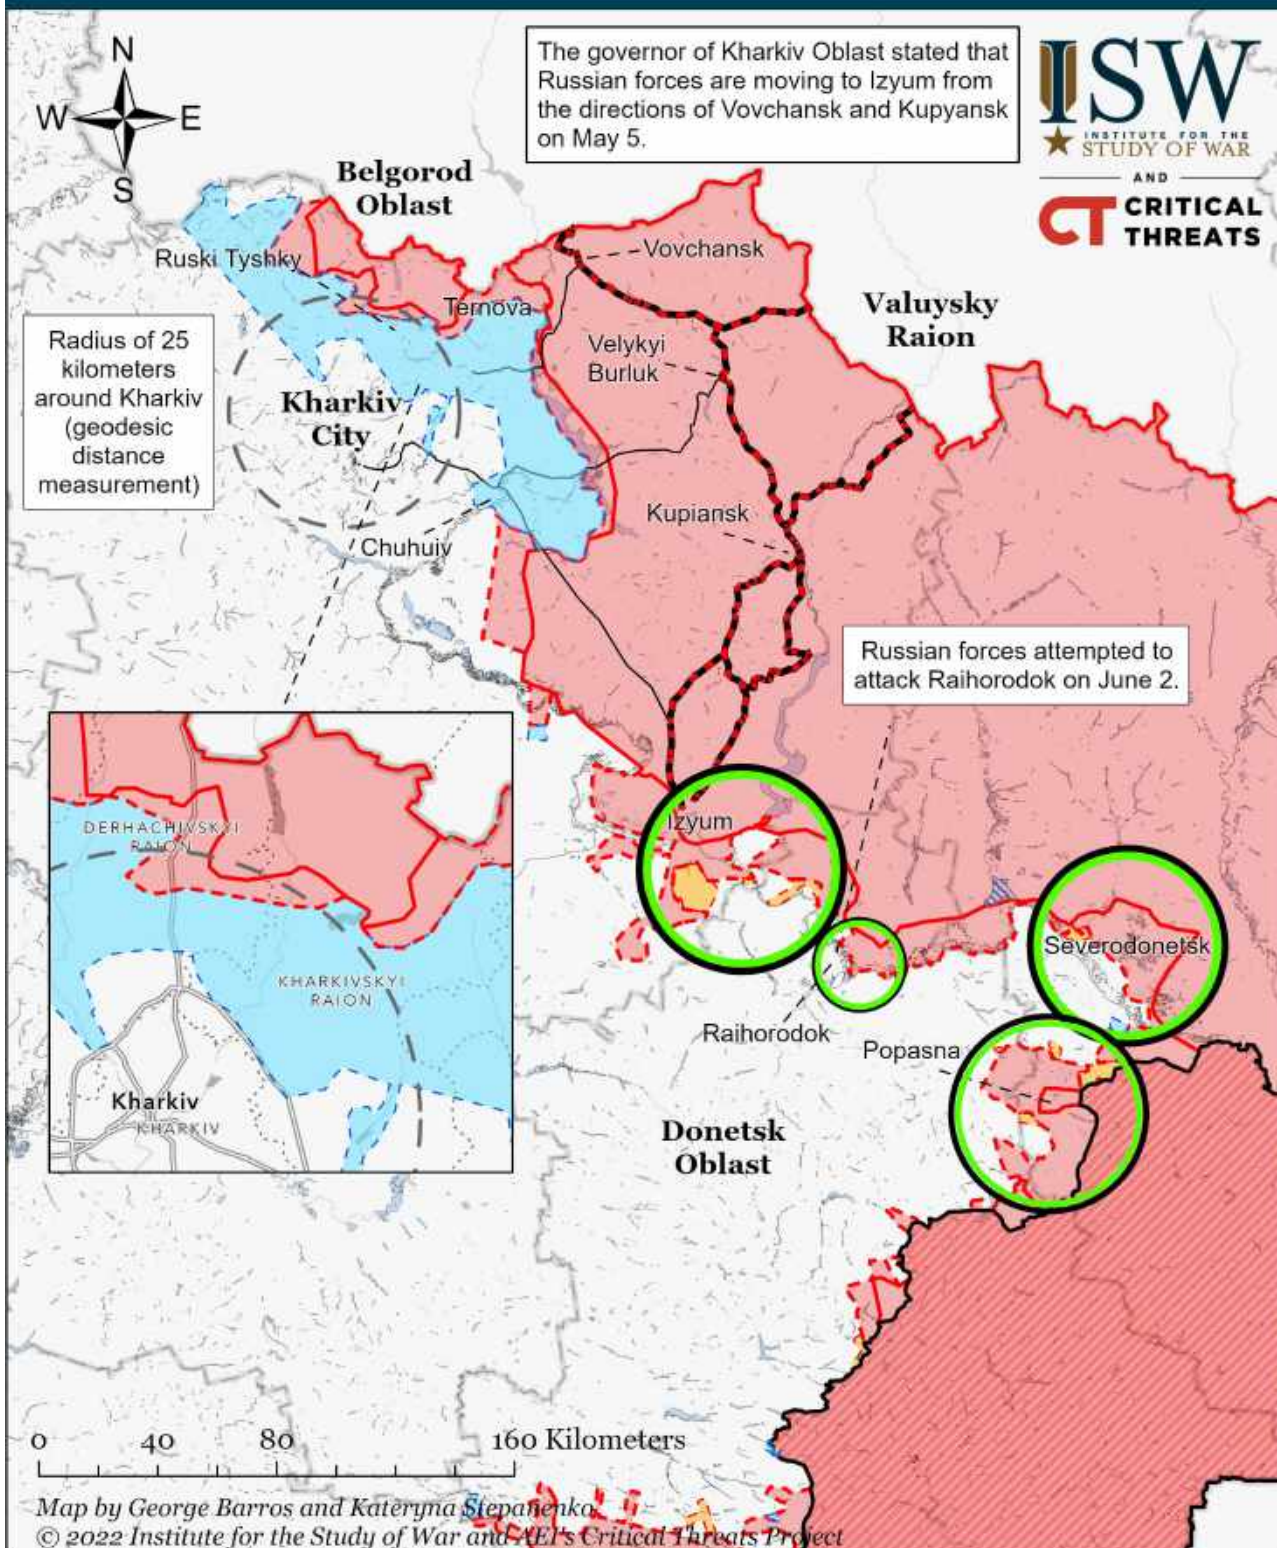 The governor of Kharkiv Oblast stated that
Russian forces are moving to Izyum from
the directions of Vovchansk and Kupyansk
on May 5.
ISW
INSTITUTE FOR THE
STUDY OF WAR
AND
CT CRITICAL
THREATS
N
W
E
S
Belgorod
Oblast
Ruski Tyshky
Vovchansk
Ternova
Valuysky
Raion
Radius of 25
kilometers
around Kharkiv
(geodesic
distance
measurement)
Velykyi
Burluk
Kharkiv
City
Kupiansk
Chuhuiv
Russian forces attempted to
attack Raihorodok on June 2.
DERHACHIVSKYI
RAION
KHARKIVSKYI
RAION
Kharkiv
KHARKIV
Izyum
Severodonetsk
Raihorodok
Popasna
Donetsk
Oblast
0 40 80 160 Kilometers
Map by George Barros and Kateryna Stepanenko
© 2022 Institute for the Study of War and AEI's Critical Threats Project